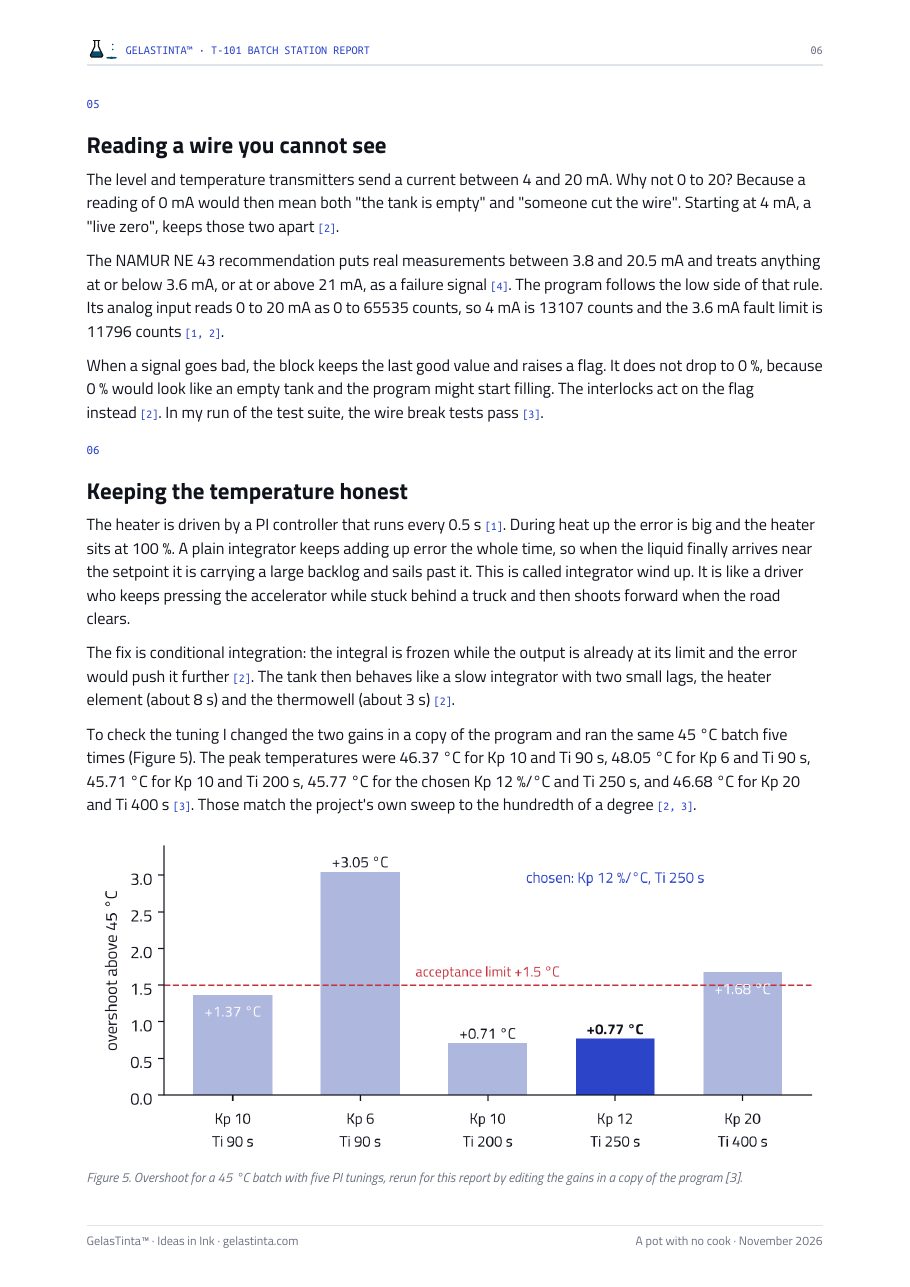 GELASTINTA™ · T-101 BATCH STATION REPORT
06
05
Reading a wire you cannot see
The level and temperature transmitters send a current between 4 and 20 mA. Why not 0 to 20? Because a
reading of 0 mA would then mean both "the tank is empty" and "someone cut the wire". Starting at 4 mA, a
"live zero", keeps those two apart [2].
The NAMUR NE 43 recommendation puts real measurements between 3.8 and 20.5 mA and treats anything
at or below 3.6 mA, or at or above 21 mA, as a failure signal [4]. The program follows the low side of that rule.
Its analog input reads 0 to 20 mA as 0 to 65535 counts, so 4 mA is 13107 counts and the 3.6 mA fault limit is
11796 counts [1, 2].
When a signal goes bad, the block keeps the last good value and raises a flag. It does not drop to 0 %, because
0 % would look like an empty tank and the program might start filling. The interlocks act on the flag
instead [2]. In my run of the test suite, the wire break tests pass [3].
06
Keeping the temperature honest
The heater is driven by a PI controller that runs every 0.5 s [1]. During heat up the error is big and the heater
sits at 100 %. A plain integrator keeps adding up error the whole time, so when the liquid finally arrives near
the setpoint it is carrying a large backlog and sails past it. This is called integrator wind up. It is like a driver
who keeps pressing the accelerator while stuck behind a truck and then shoots forward when the road
clears.
The fix is conditional integration: the integral is frozen while the output is already at its limit and the error
would push it further [2]. The tank then behaves like a slow integrator with two small lags, the heater
element (about 8 s) and the thermowell (about 3 s) [2].
To check the tuning I changed the two gains in a copy of the program and ran the same 45 °C batch five
times (Figure 5). The peak temperatures were 46.37 °C for Kp 10 and Ti 90 s, 48.05 °C for Kp 6 and Ti 90 s,
45.71 °C for Kp 10 and Ti 200 s, 45.77 °C for the chosen Kp 12 %/°C and Ti 250 s, and 46.68 °C for Kp 20
and Ti 400 s [3]. Those match the project's own sweep to the hundredth of a degree [2, 3].
overshoot above 45 °C
3.0
2.5
2.0
1.5
1.0
0.5
0.0
+3.05 °C
chosen: Kp 12 %/°C, Ti 250 s
acceptance limit +1.5 °C
+1.37 °C
+0.71 °C
+0.77 °C
+1.68 °C
Kp 10
Ti 90 s
Kp 6
Ti 90 s
Kp 10
Ti 200 s
Kp 12
Ti 250 s
Kp 20
Ti 400 s
Figure 5. Overshoot for a 45 °C batch with five PI tunings, rerun for this report by editing the gains in a copy of the program [3].
GelasTinta™ · Ideas in Ink · gelastinta.com
A pot with no cook · November 2026